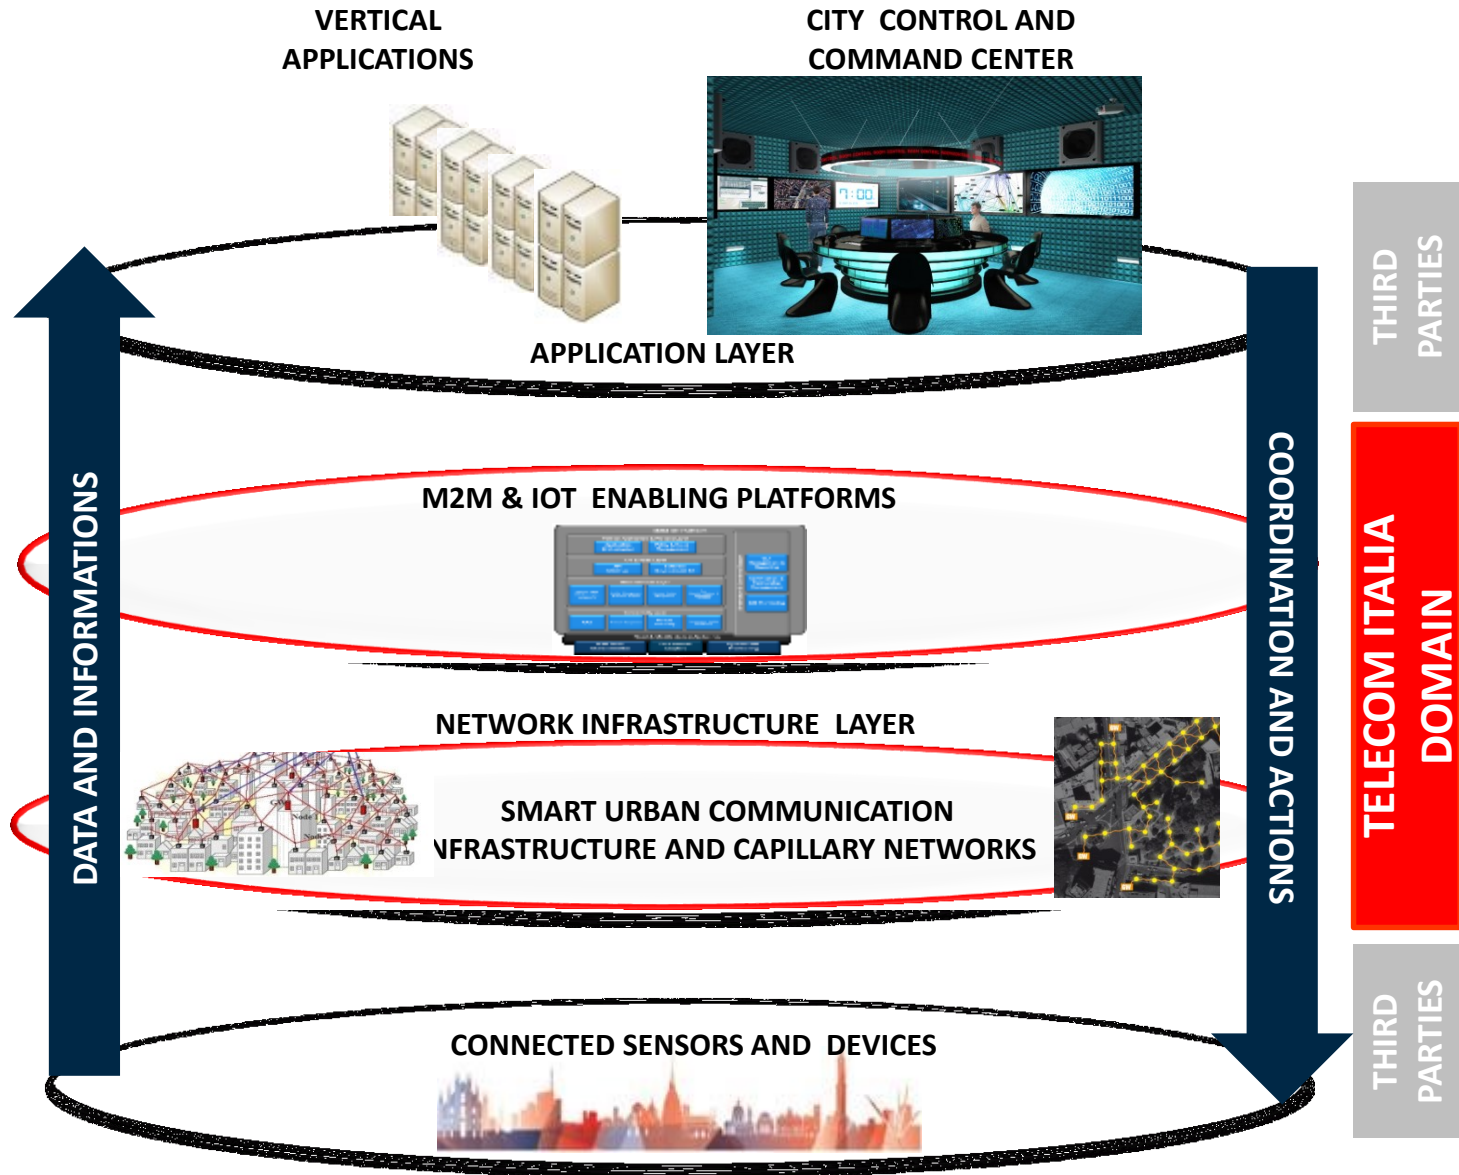 VERTICAL
APPLICATIONS
CITY CONTROL AND
COMMAND CENTER
7:00
APPLICATION LAYER
THIRD
PARTIES
DATA AND INFORMATIONS
COORDINATION AND ACTIONS
M2M & IOT ENABLING PLATFORMS
TELECOM ITALIA
DOMAIN
NETWORK INFRASTRUCTURE LAYER
SMART URBAN COMMUNICATION
NFRASTRUCTURE AND CAPILLARY NETWORKS
CONNECTED SENSORS AND DEVICES
THIRD
PARTIES